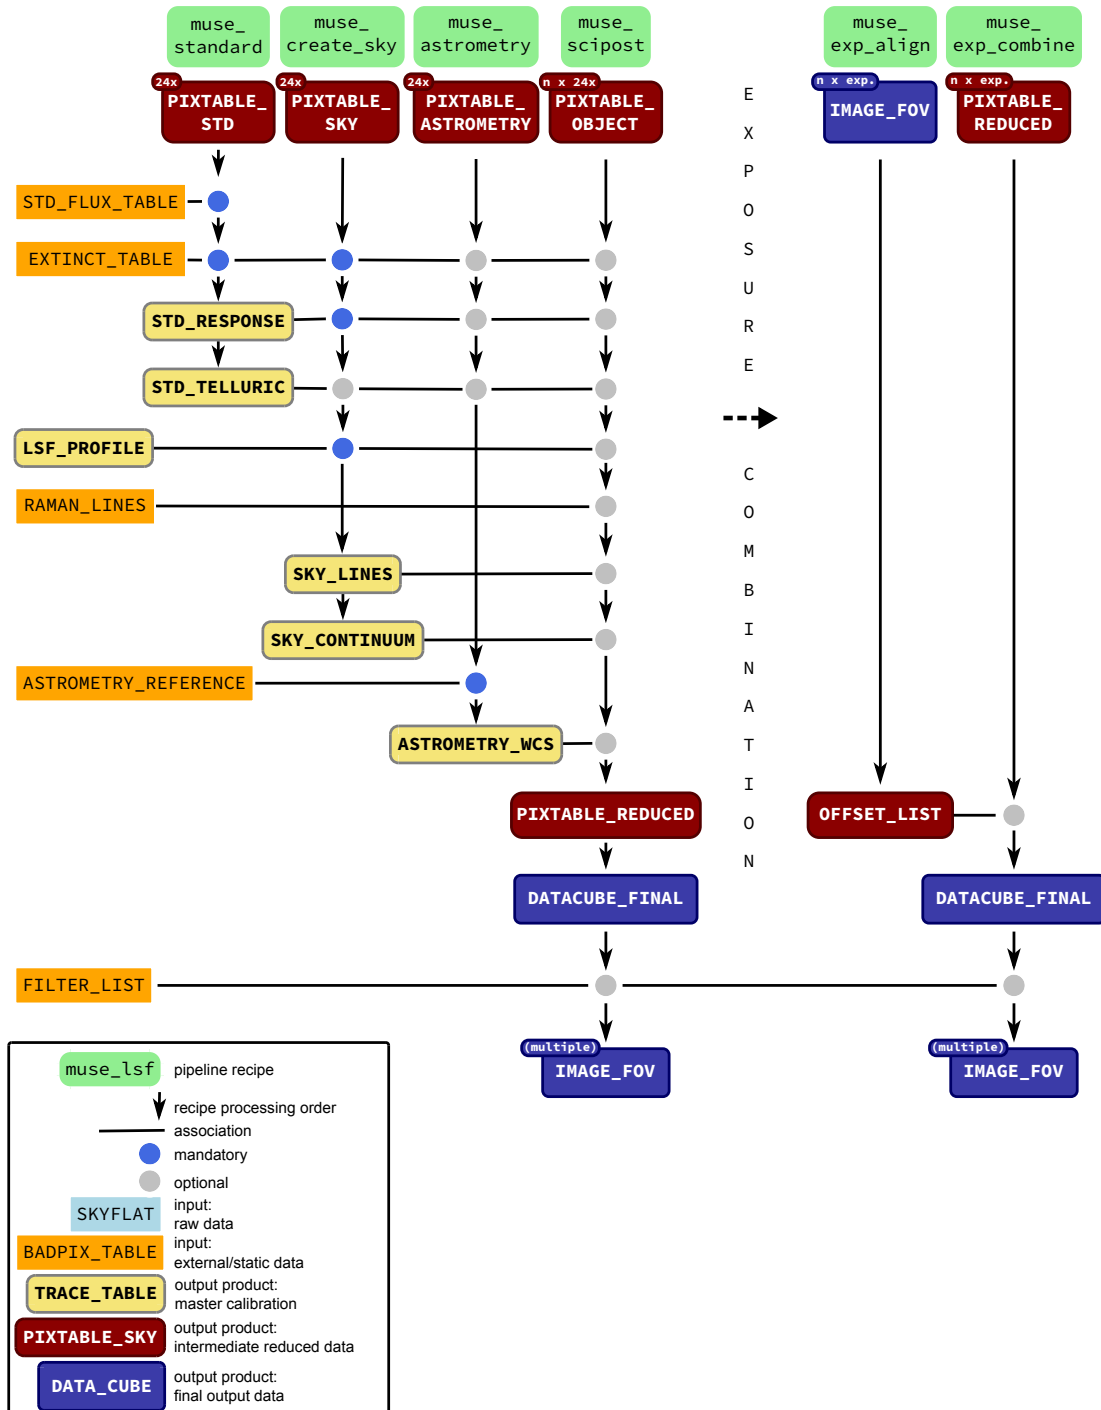 muse_
standard
muse_
create_sky
muse_
astrometry
muse_
scipost
muse_
exp_align
muse_
exp_combine
24x
PIXTABLE_
STD
24x
PIXTABLE_
SKY
24x
PIXTABLE_
ASTROMETRY
n x 24x
PIXTABLE_
OBJECT
n x exp.
IMAGE_FOV
n x exp.
PIXTABLE_
REDUCED
EXPOSURE
COMBINATION
STD_FLUX_TABLE
EXTINCT_TABLE
STD_RESPONSE
STD_TELLURIC
LSF_PROFILE
RAMAN_LINES
SKY_LINES
SKY_CONTINUUM
ASTROMETRY_REFERENCE
ASTROMETRY_WCS
PIXTABLE_REDUCED
OFFSET_LIST
DATACUBE_FINAL
DATACUBE_FINAL
FILTER_LIST
(multiple)
IMAGE_FOV
(multiple)
IMAGE_FOV
muse_lsf
pipeline recipe
recipe processing order
association
mandatory
optional
SKYFLAT
input:
raw data
BADPIX_TABLE
input:
external/static data
TRACE_TABLE
output product:
master calibration
PIXTABLE_SKY
output product:
intermediate reduced data
DATA_CUBE
output product:
final output data